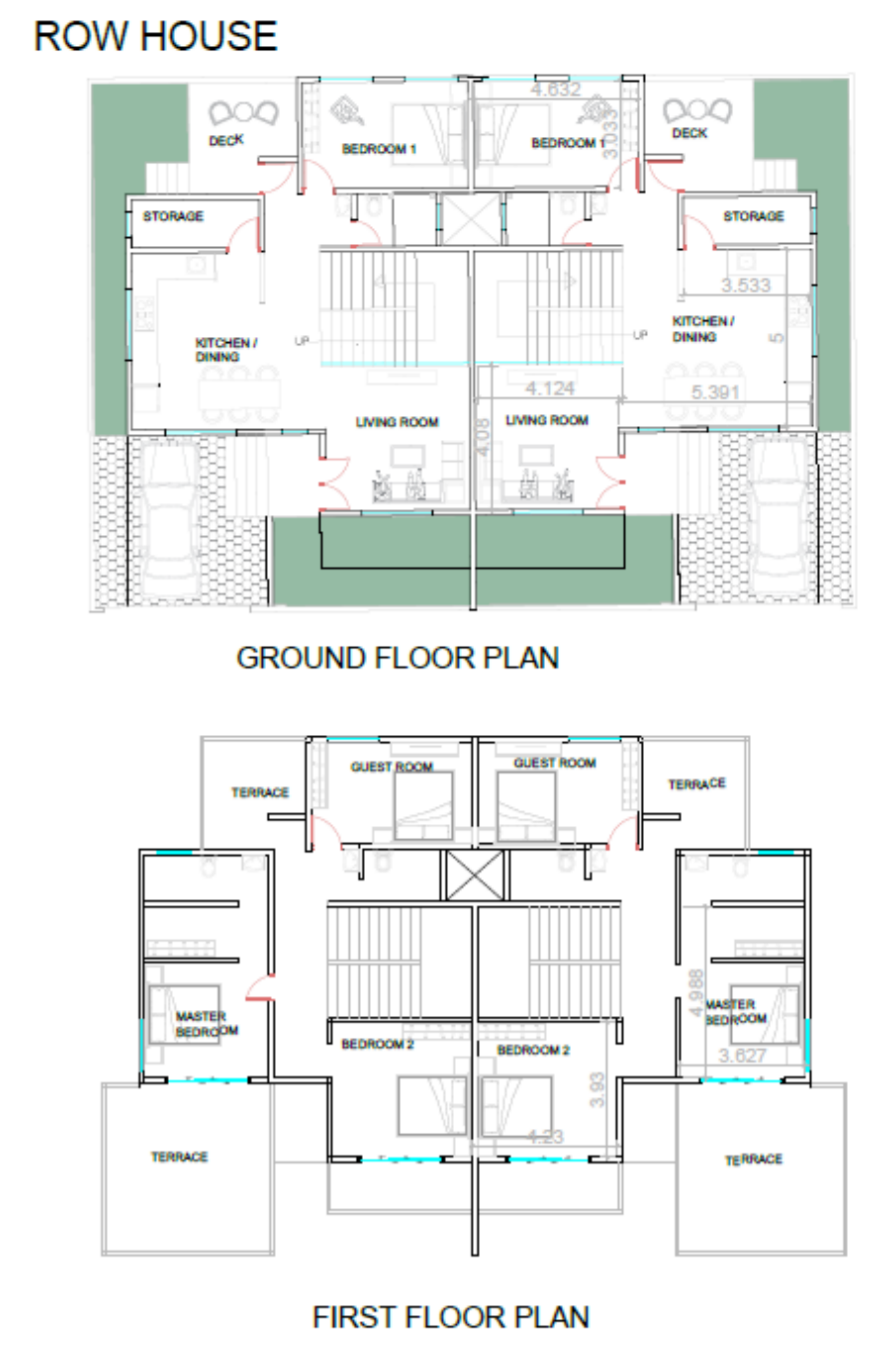 ROW HOUSE
4.632
DECK
BEDROOM 1
BEDROOM 1
3.033
DECK
STORAGE
STORAGE
3.533
KITCHEN /
DINING
UP
UP
KITCHEN /
DINING
5
4.124
5.391
LIVING ROOM
LIVING ROOM
4.08
GROUND FLOOR PLAN
GUEST ROOM
GUEST ROOM
TERRACE
TERRACE
4.988
MASTER
BEDROOM
MASTER
BEDROOM
BEDROOM 2
BEDROOM 2
3.627
3.93
4.23
TERRACE
TERRACE
FIRST FLOOR PLAN